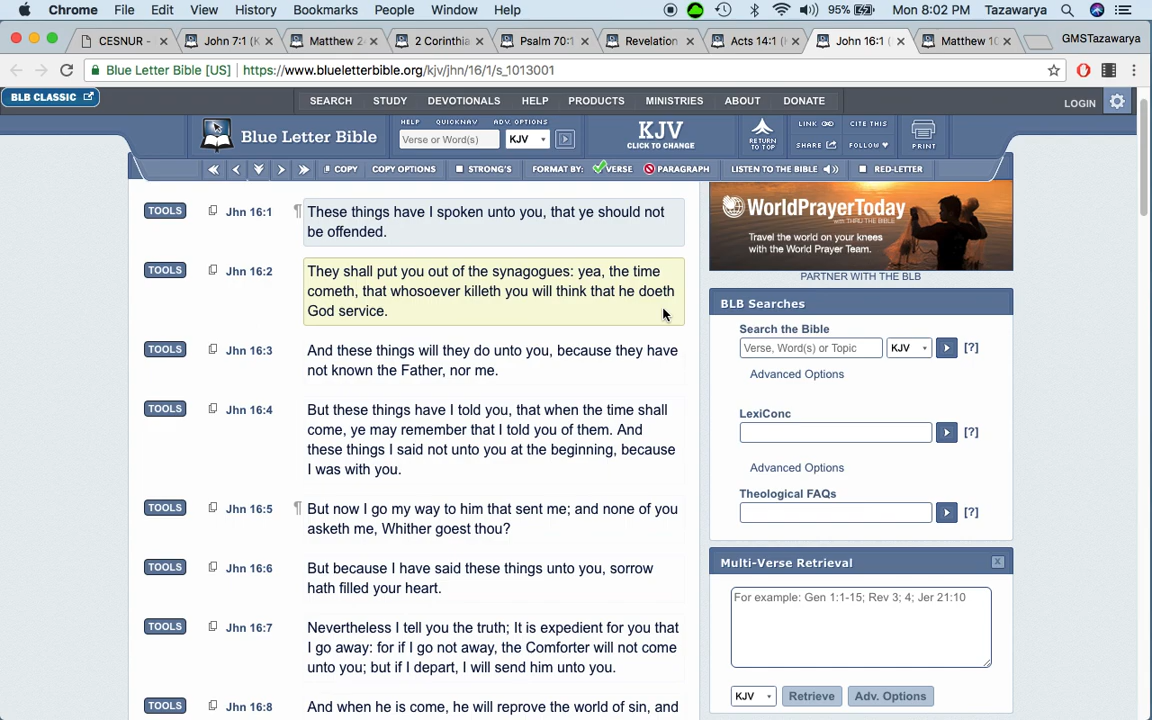 Chrome File Edit View History Bookmarks People Window Help 95% Mon 8:02 PM Tazawarya
CESNUR - John 7:1 (K Matthew 2 2 Corinthia Psalm 70:1 Revelation Acts 14:1 (k John 16:1 Matthew 10 GMSTazawarya
Blue Letter Bible [US] https://www.blueletterbible.org/kjv/jhn/16/1/s_1013001
BLB CLASSIC SEARCH STUDY DEVOTIONALS HELP PRODUCTS MINISTRIES ABOUT DONATE LOGIN
HELP QUICKNAV ADV. OPTIONS LINK CITE THIS
Blue Letter Bible Verse or Word(s) KJV KJV
CLICK TO CHANGE RETURN TO TOP SHARE FOLLOW PRINT
COPY COPY OPTIONS STRONG'S FORMAT BY: VERSE PARAGRAPH LISTEN TO THE BIBLE RED-LETTER
TOOLS Jhn 16:1 ¶ These things have I spoken unto you, that ye should not
be offended.
TOOLS Jhn 16:2 They shall put you out of the synagogues: yea, the time
cometh, that whosoever killeth you will think that he doeth
God service.
TOOLS Jhn 16:3 And these things will they do unto you, because they have
not known the Father, nor me.
TOOLS Jhn 16:4 But these things have I told you, that when the time shall
come, ye may remember that I told you of them. And
these things I said not unto you at the beginning, because
I was with you.
TOOLS Jhn 16:5 ¶ But now I go my way to him that sent me; and none of you
asketh me, Whither goest thou?
TOOLS Jhn 16:6 But because I have said these things unto you, sorrow
hath filled your heart.
TOOLS Jhn 16:7 Nevertheless I tell you the truth; It is expedient for you that
I go away: for if I go not away, the Comforter will not come
unto you; but if I depart, I will send him unto you.
TOOLS Jhn 16:8 And when he is come, he will reprove the world of sin, and
WorldPrayerToday
with THRU the BIBLE
Travel the world on your knees
with the World Prayer Team.
PARTNER WITH THE BLB
BLB Searches
Search the Bible
Verse, Word(s) or Topic KJV [?]
Advanced Options
LexiConc
[?]
Advanced Options
Theological FAQs
[?]
Multi-Verse Retrieval x
For example: Gen 1:1-15; Rev 3; 4; Jer 21:10
KJV Retrieve Adv. Options